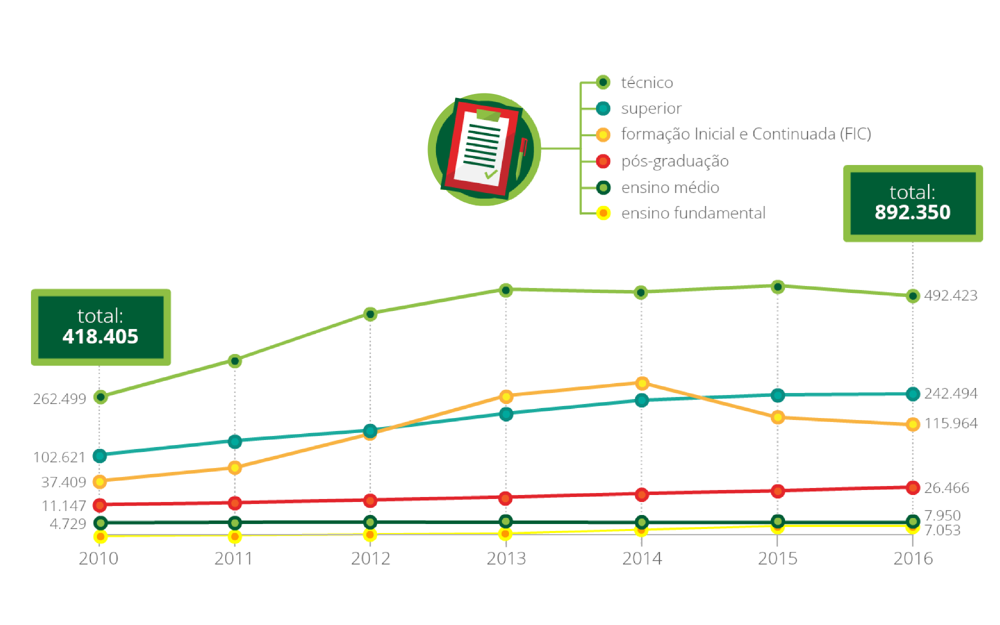 técnico
superior
formação Inicial e Continuada (FIC)
pós-graduação
ensino médio
ensino fundamental
total:
892.350
total:
418.405
492.423
262.499
242.494
115.964
102.621
37.409
26.466
11.147
7.950
4.729
7.053
2010
2011
2012
2013
2014
2015
2016